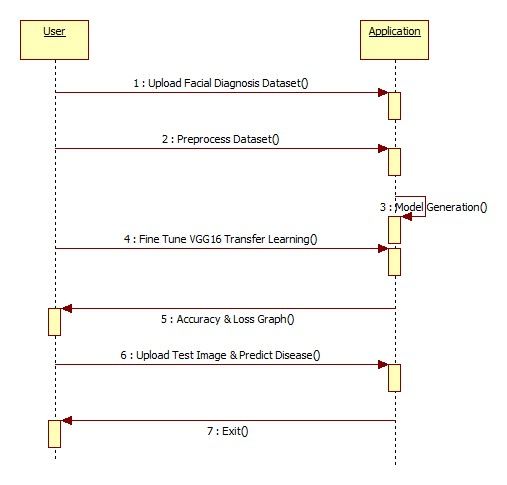 User
Application
1 : Upload Facial Diagnosis Dataset()
2 : Preprocess Dataset()
3 : Model Generation()
4 : Fine Tune VGG16 Transfer Learning()
5 : Accuracy & Loss Graph()
6 : Upload Test Image & Predict Disease()
7 : Exit()